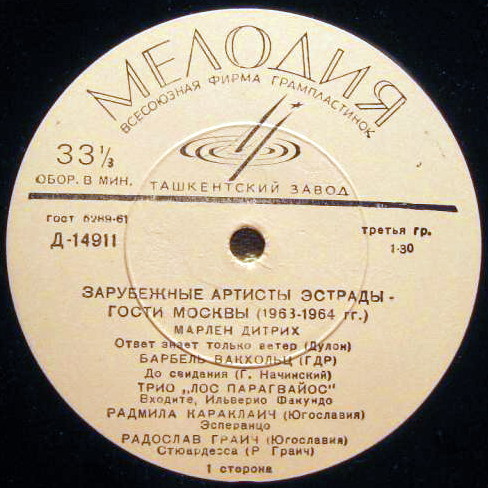 МЕЛОДИЯ
ВСЕСОЮЗНАЯ ФИРМА ГРАМПЛАСТИНОК
33 1/3
ОБОР. В МИН.
ТАШКЕНТСКИЙ ЗАВОД
гост 5289-61
Д-14911
третья гр.
1-30
ЗАРУБЕЖНЫЕ АРТИСТЫ ЭСТРАДЫ -
ГОСТИ МОСКВЫ (1963-1964 гг.)
МАРЛЕН ДИТРИХ
Ответ знает только ветер (Дулон)
БАРБЕЛЬ ВАКХОЛЬЦ (ГДР)
До свидания (Г. Начинский)
ТРИО „ЛОС ПАРАГВАЙОС"
Входите, Ильверио Факундо
РАДМИЛА КАРАКЛАИЧ (Югославия)
Эсперанцо
РАДОСЛАВ ГРАИЧ (Югославия)
Стюардесса (Р Граич)
1 сторона